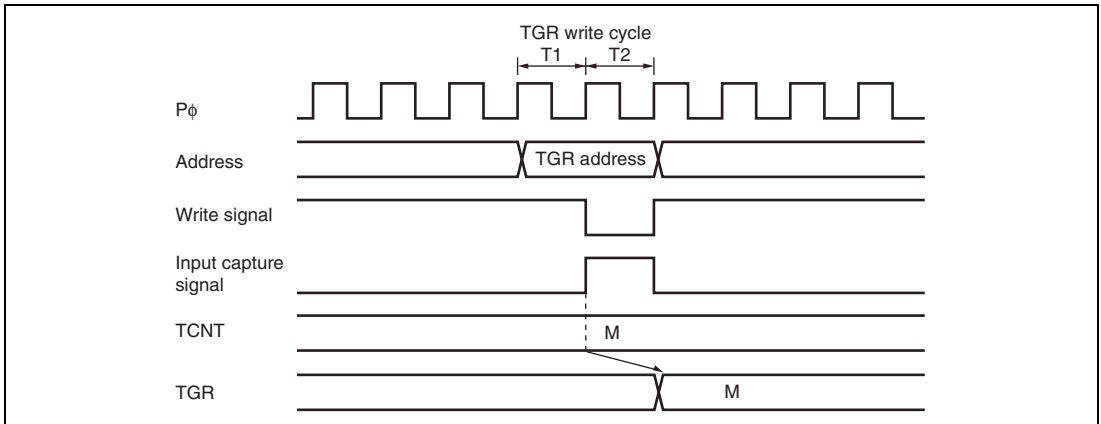 TGR write cycle
T1 T2
Pφ
Address
TGR address
Write signal
Input capture
signal
TCNT
M
TGR
M